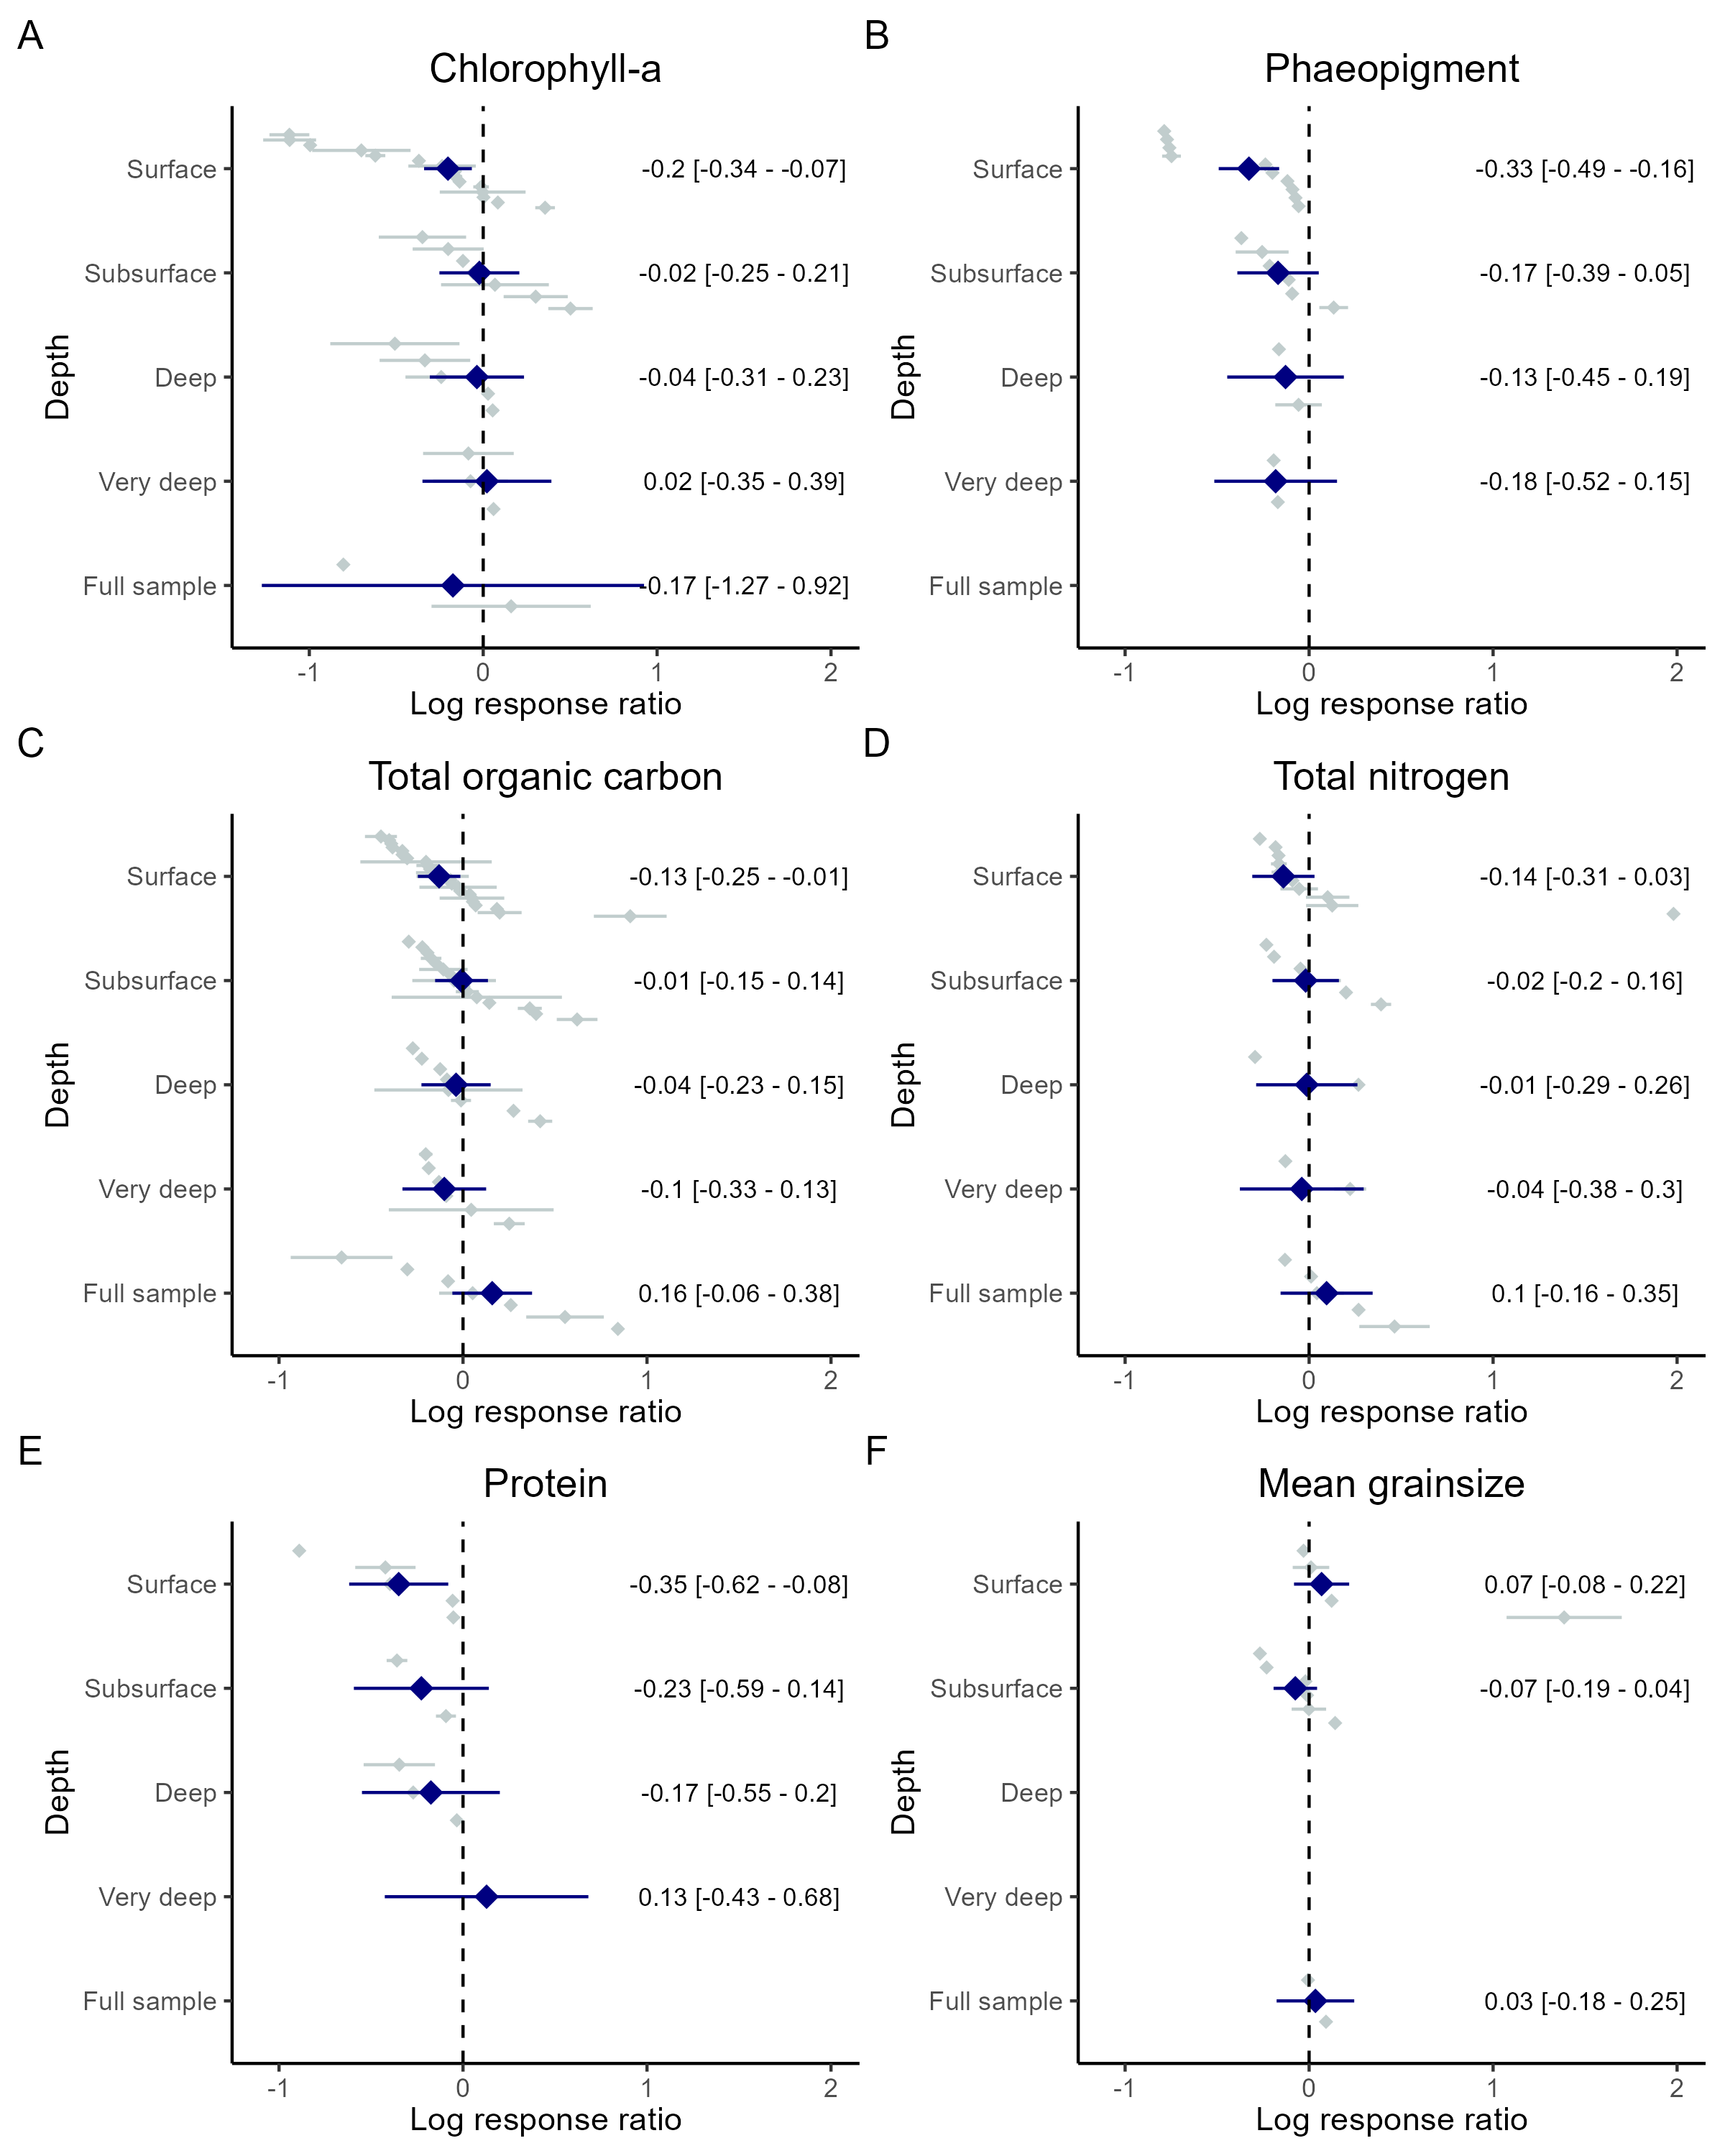 A
Chlorophyll-a
Depth
Surface -0.2 [-0.34 - -0.07]
Subsurface -0.02 [-0.25 - 0.21]
Deep -0.04 [-0.31 - 0.23]
Very deep 0.02 [-0.35 - 0.39]
Full sample -0.17 [-1.27 - 0.92]
-1 0 1 2
Log response ratio
B
Phaeopigment
Depth
Surface -0.33 [-0.49 - -0.16]
Subsurface -0.17 [-0.39 - 0.05]
Deep -0.13 [-0.45 - 0.19]
Very deep -0.18 [-0.52 - 0.15]
Full sample
-1 0 1 2
Log response ratio
C
Total organic carbon
Depth
Surface -0.13 [-0.25 - -0.01]
Subsurface -0.01 [-0.15 - 0.14]
Deep -0.04 [-0.23 - 0.15]
Very deep -0.1 [-0.33 - 0.13]
Full sample 0.16 [-0.06 - 0.38]
-1 0 1 2
Log response ratio
D
Total nitrogen
Depth
Surface -0.14 [-0.31 - 0.03]
Subsurface -0.02 [-0.2 - 0.16]
Deep -0.01 [-0.29 - 0.26]
Very deep -0.04 [-0.38 - 0.3]
Full sample 0.1 [-0.16 - 0.35]
-1 0 1 2
Log response ratio
E
Protein
Depth
Surface -0.35 [-0.62 - -0.08]
Subsurface -0.23 [-0.59 - 0.14]
Deep -0.17 [-0.55 - 0.2]
Very deep 0.13 [-0.43 - 0.68]
Full sample
-1 0 1 2
Log response ratio
F
Mean grainsize
Depth
Surface 0.07 [-0.08 - 0.22]
Subsurface -0.07 [-0.19 - 0.04]
Deep
Very deep
Full sample 0.03 [-0.18 - 0.25]
-1 0 1 2
Log response ratio